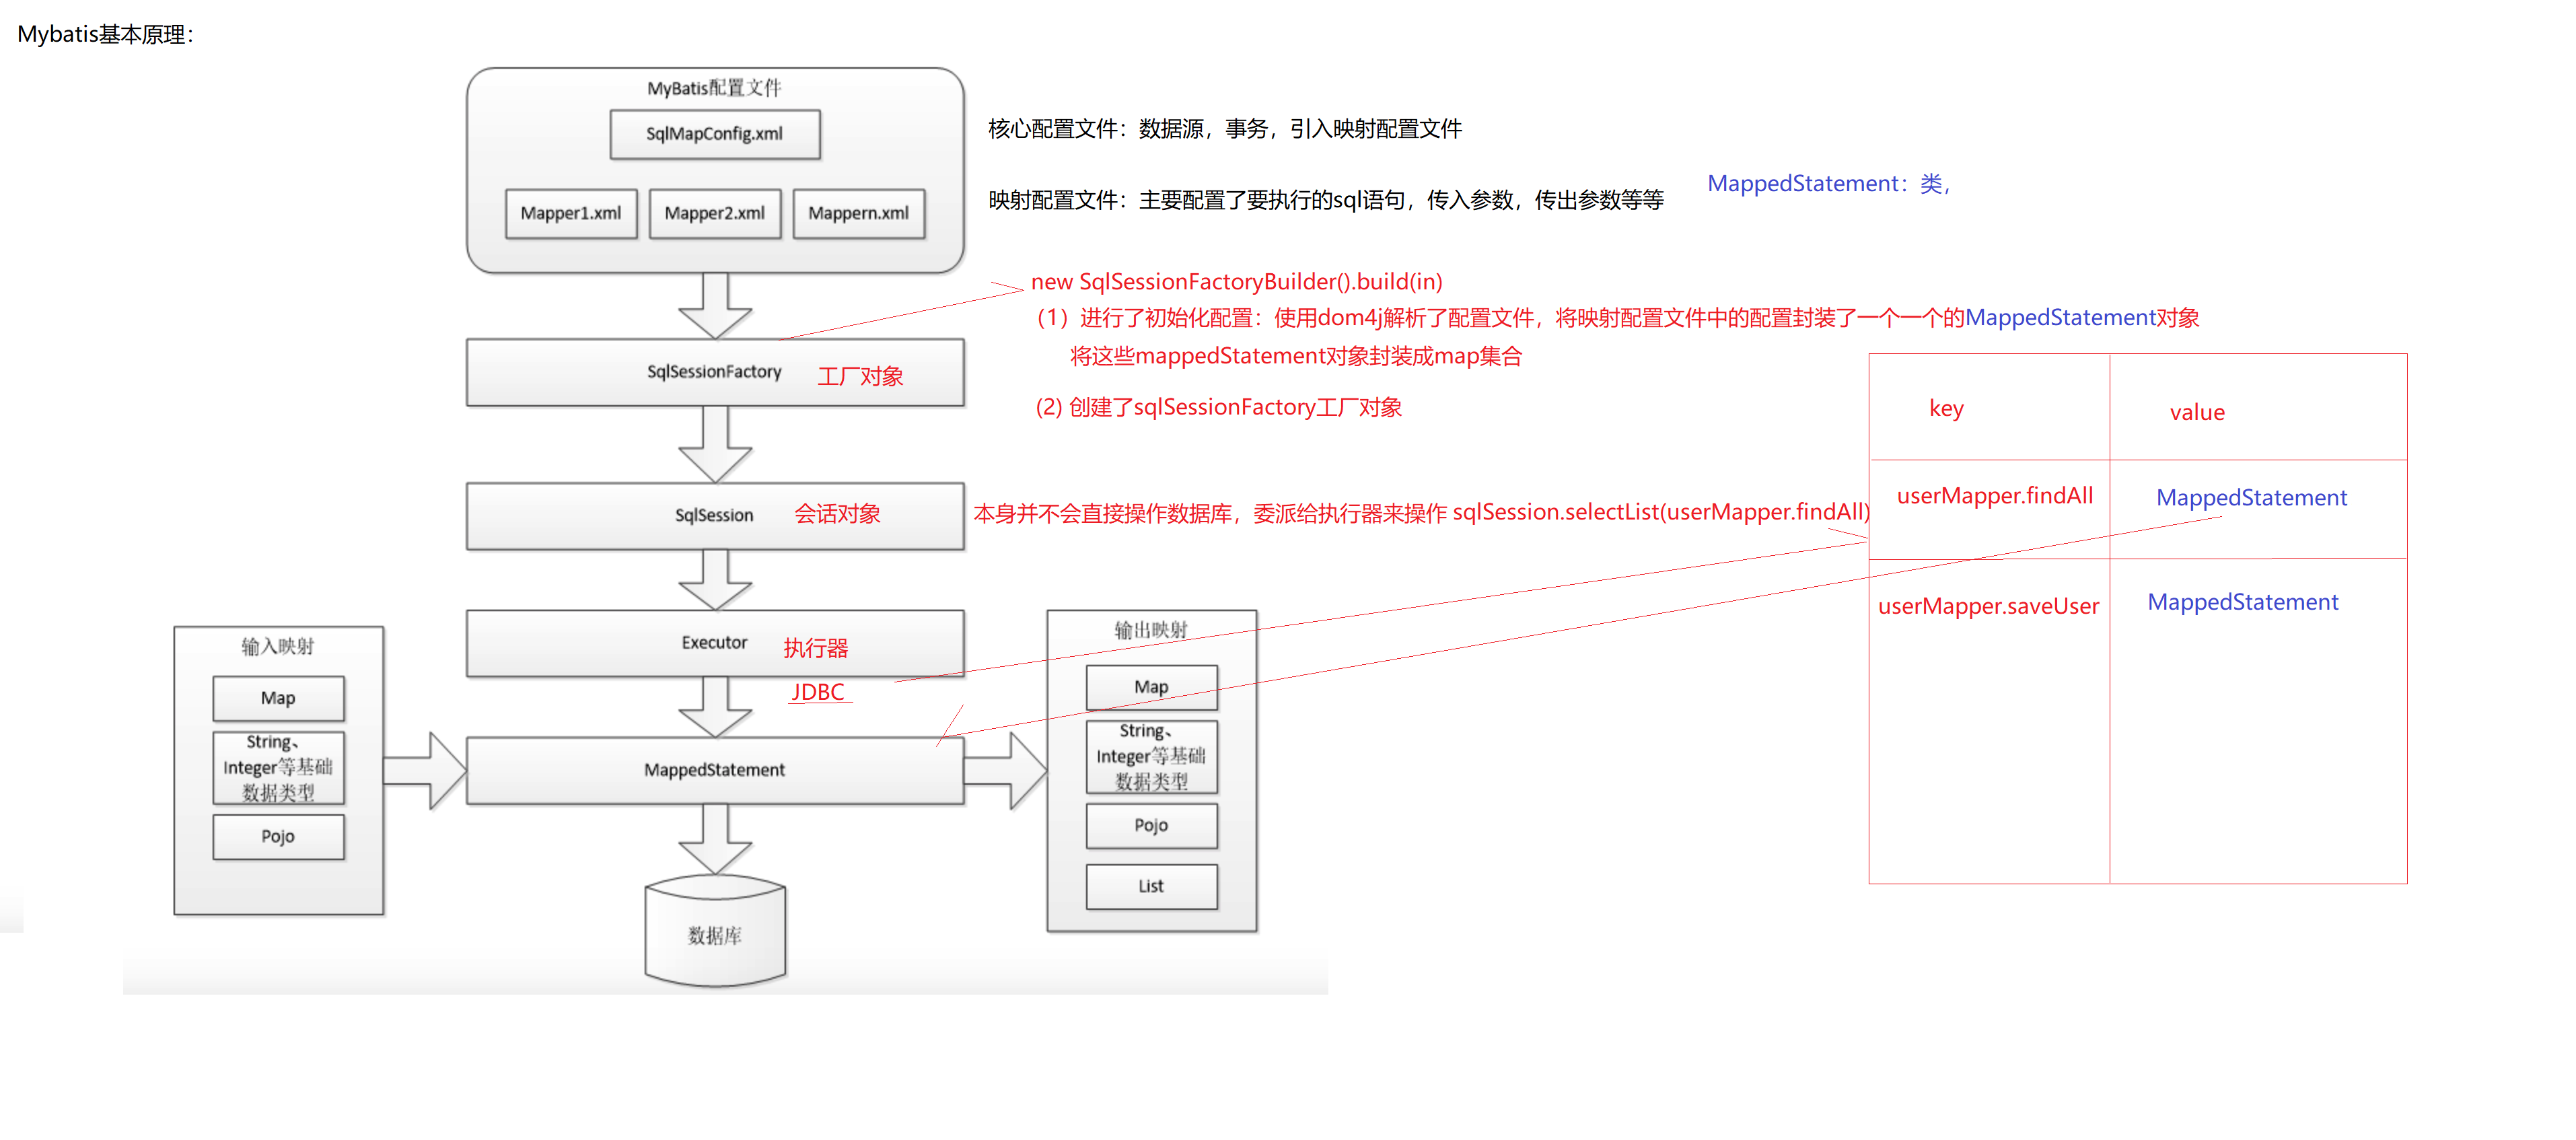 Mybatis基本原理：
MyBatis配置文件
SqlMapConfig.xml
Mapper1.xml
Mapper2.xml
Mappern.xml
核心配置文件：数据源，事务，引入映射配置文件
映射配置文件：主要配置了要执行的sql语句，传入参数，传出参数等等
MappedStatement：类，
new SqlSessionFactoryBuilder().build(in)
（1）进行了初始化配置：使用dom4j解析了配置文件，将映射配置文件中的配置封装了一个一个的MappedStatement对象
将这些mappedStatement对象封装成map集合
(2) 创建了sqlSessionFactory工厂对象
SqlSessionFactory 工厂对象
key
value
userMapper.findAll
MappedStatement
userMapper.saveUser
MappedStatement
SqlSession 会话对象
本身并不会直接操作数据库，委派给执行器来操作 sqlSession.selectList(userMapper.findAll)
Executor 执行器
JDBC
输入映射
Map
String、
Integer等基础
数据类型
Pojo
MappedStatement
输出映射
Map
String、
Integer等基础
数据类型
Pojo
List
数据库